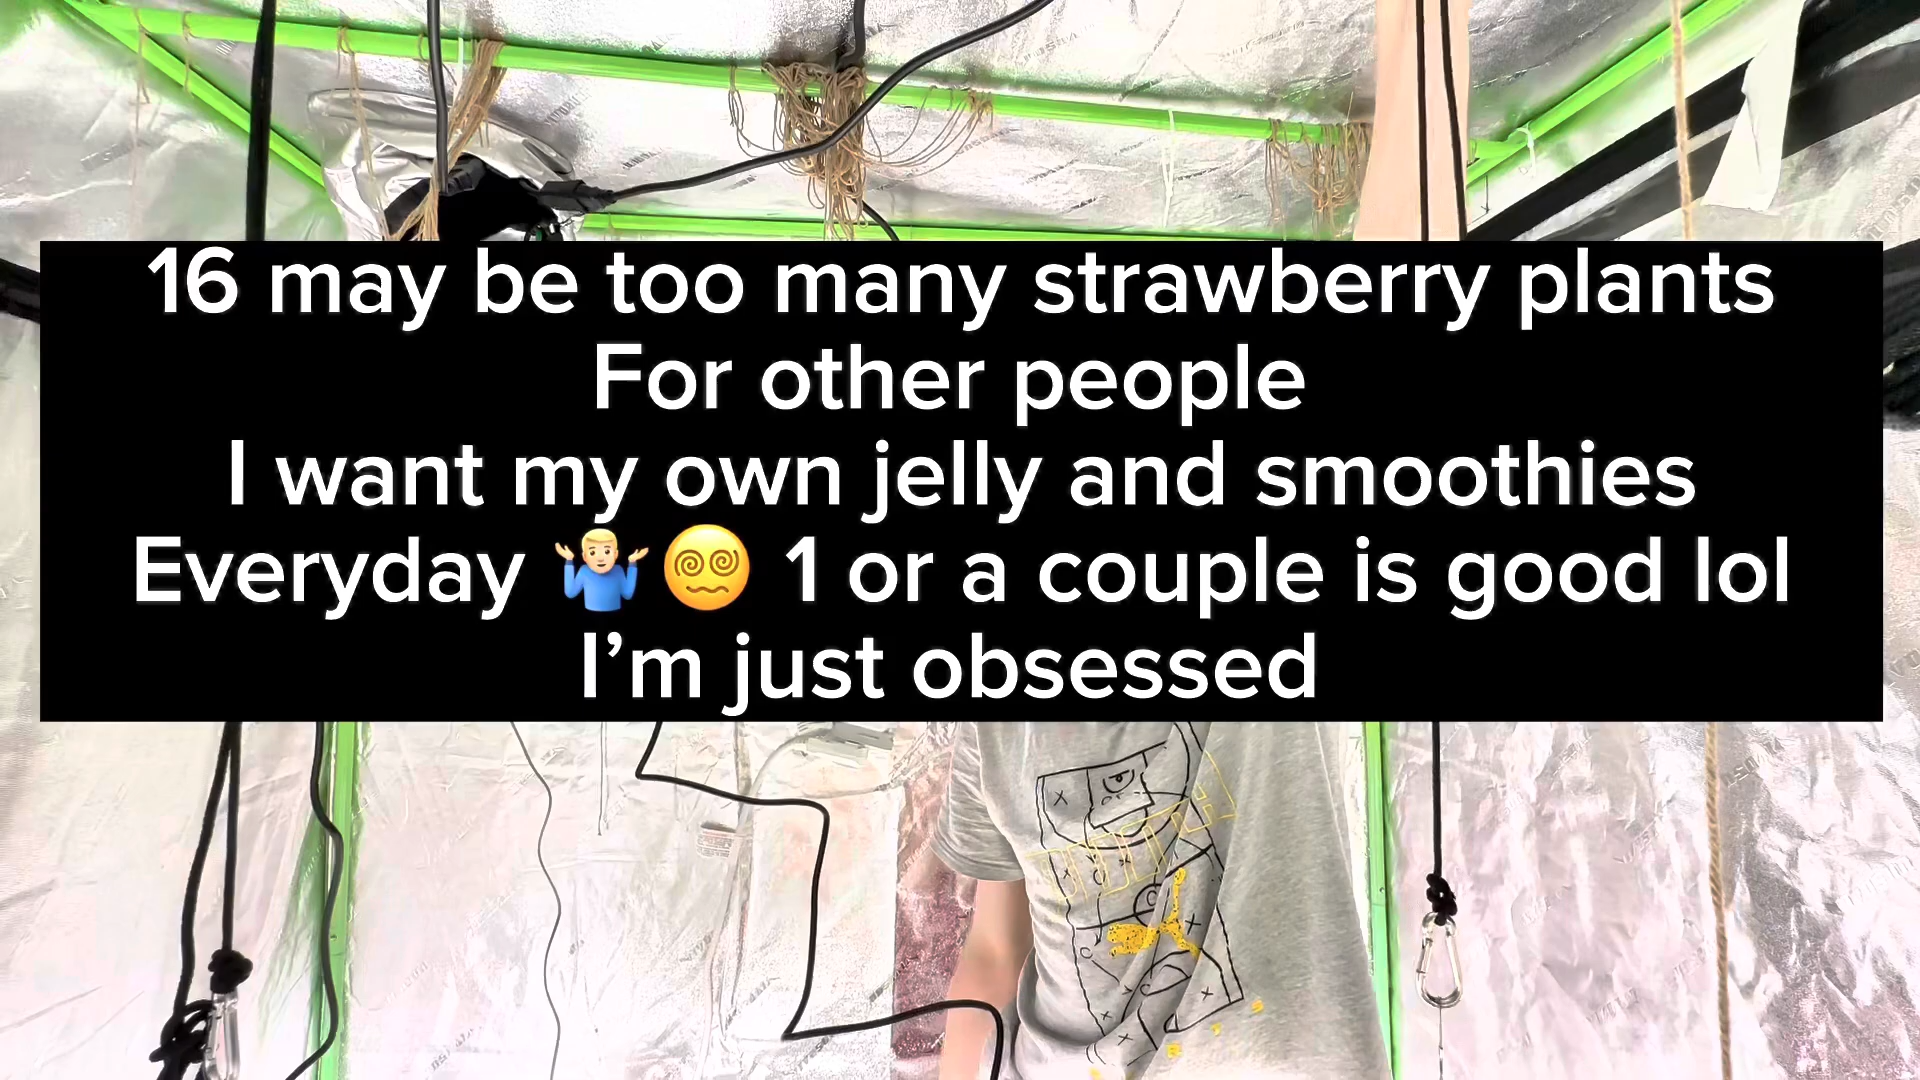 16 may be too many strawberry plants
For other people
I want my own jelly and smoothies
Everyday 🤷🏼‍♂️😵‍💫 1 or a couple is good lol
I’m just obsessed